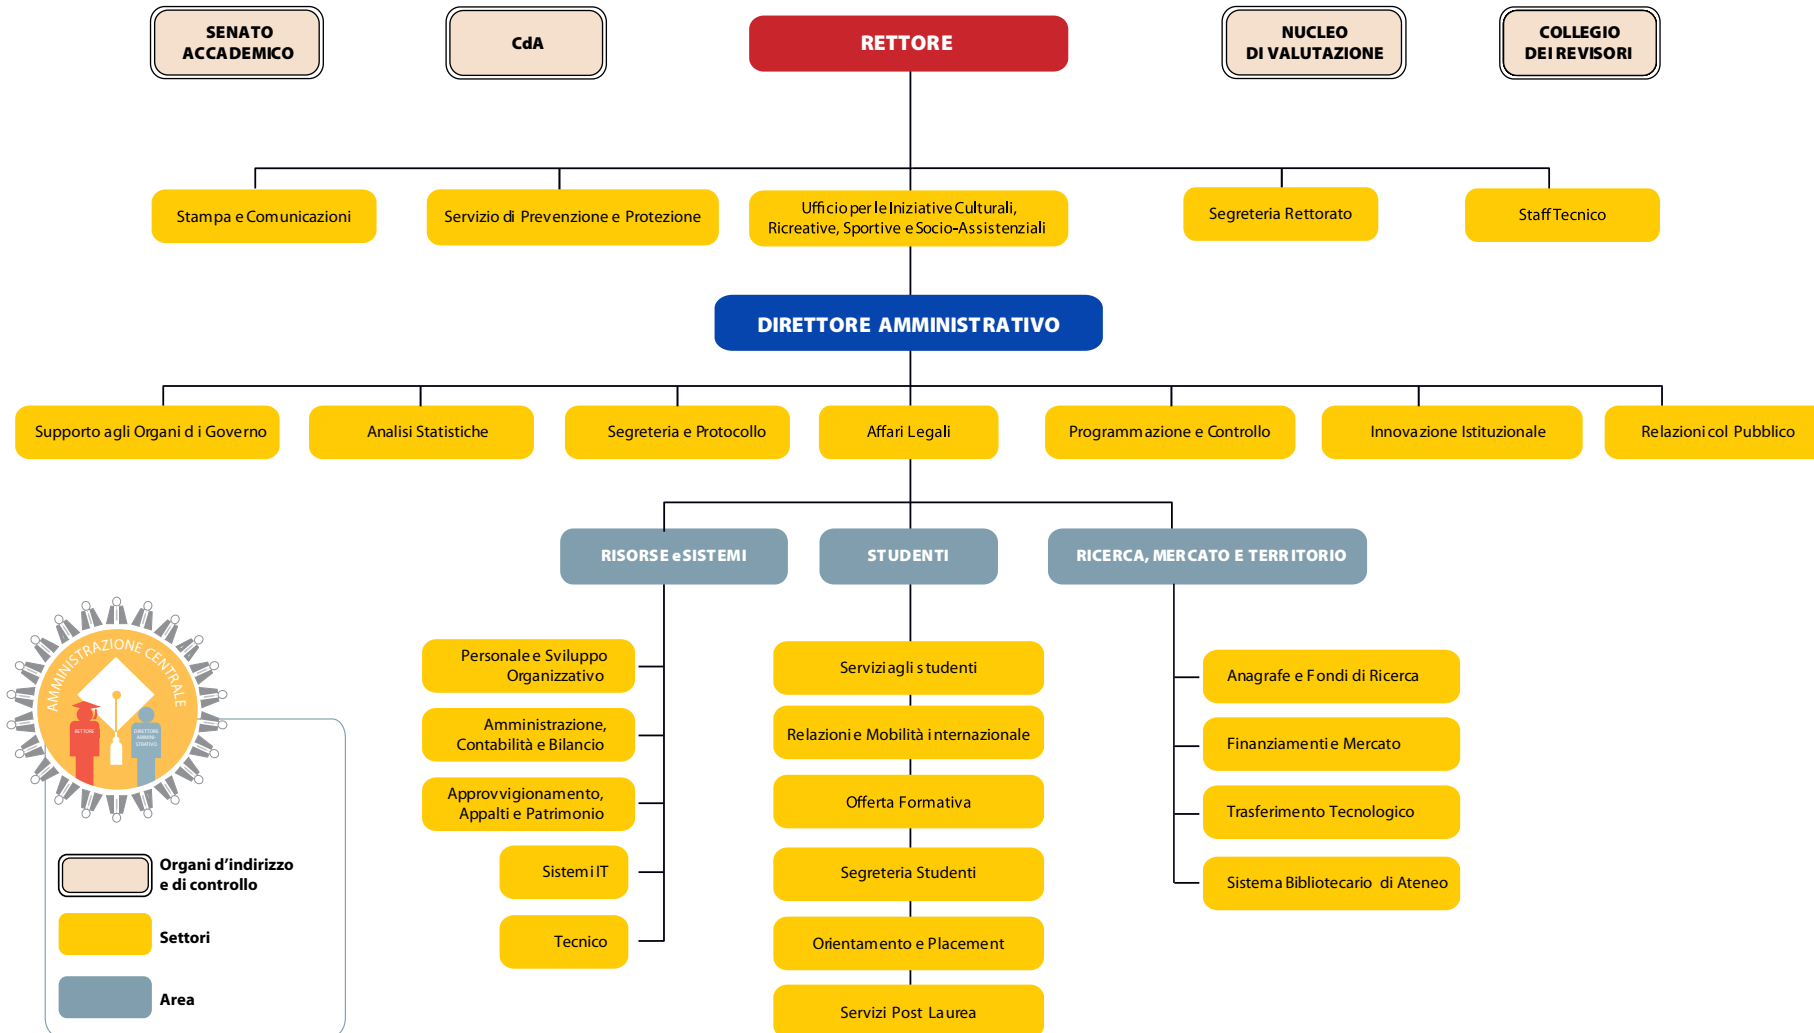 SENATO
ACCADEMICO
CdA
RETTORE
NUCLEO
DI VALUTAZIONE
COLLEGIO
DEI REVISORI
Stampa e Comunicazioni
Servizio di Prevenzione e Protezione
Ufficio per le Iniziative Culturali,
Ricreative, Sportive e Socio-Assistenziali
Segreteria Rettorato
Staff Tecnico
DIRETTORE AMMINISTRATIVO
Supporto agli Organi d i Governo
Analisi Statistiche
Segreteria e Protocollo
Affari Legali
Programmazione e Controllo
Innovazione Istituzionale
Relazioni col Pubblico
RISORSE e SISTEMI
STUDENTI
RICERCA, MERCATO E TERRITORIO
Personale e Sviluppo
Organizzativo
Amministrazione,
Contabilità e Bilancio
Approvvigionamento,
Appalti e Patrimonio
Sistemi IT
Tecnico
Servizi agli studenti
Relazioni e Mobilità internazionale
Offerta Formativa
Segreteria Studenti
Orientamento e Placement
Servizi Post Laurea
Anagrafe e Fondi di Ricerca
Finanziamenti e Mercato
Trasferimento Tecnologico
Sistema Bibliotecario di Ateneo
AMMINISTRAZIONE CENTRALE
RETTORE
DIRETTORE
AMMINI
STRATIVO
Organi d'indirizzo
e di controllo
Settori
Area